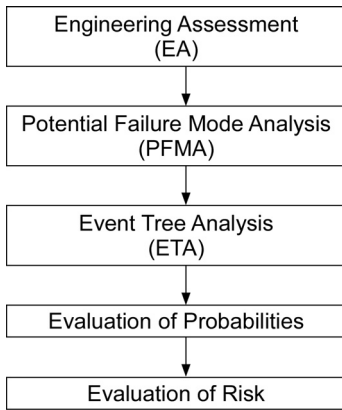 Engineering Assessment
(EA)
Potential Failure Mode Analysis
(PFMA)
Event Tree Analysis
(ETA)
Evaluation of Probabilities
Evaluation of Risk